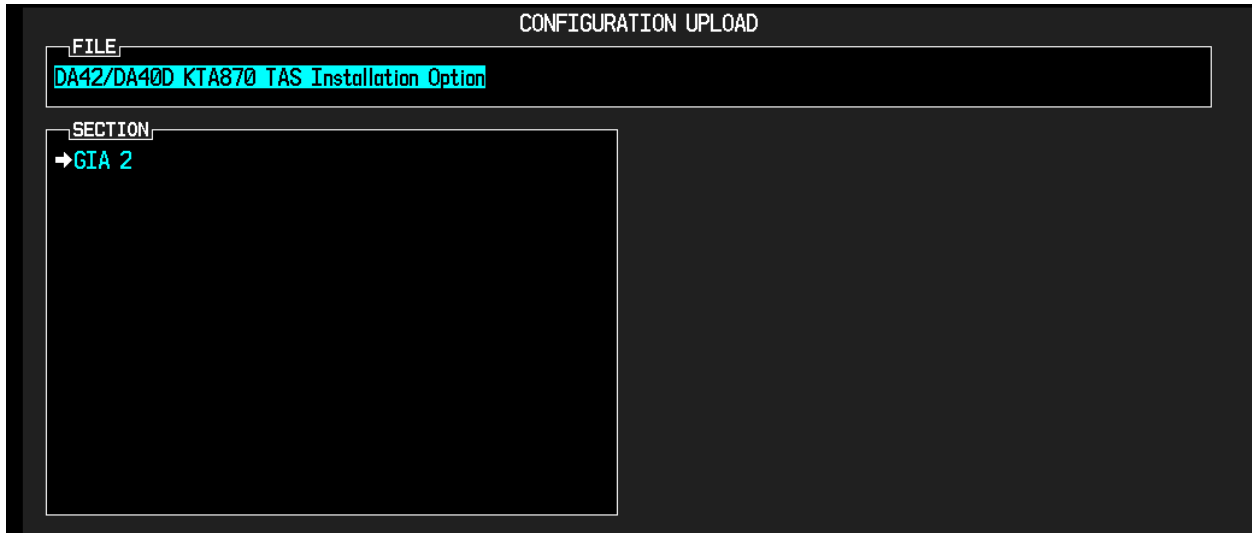 CONFIGURATION UPLOAD
FILE
DA42/DA40D KTA870 TAS Installation Option
SECTION
➡GIA 2